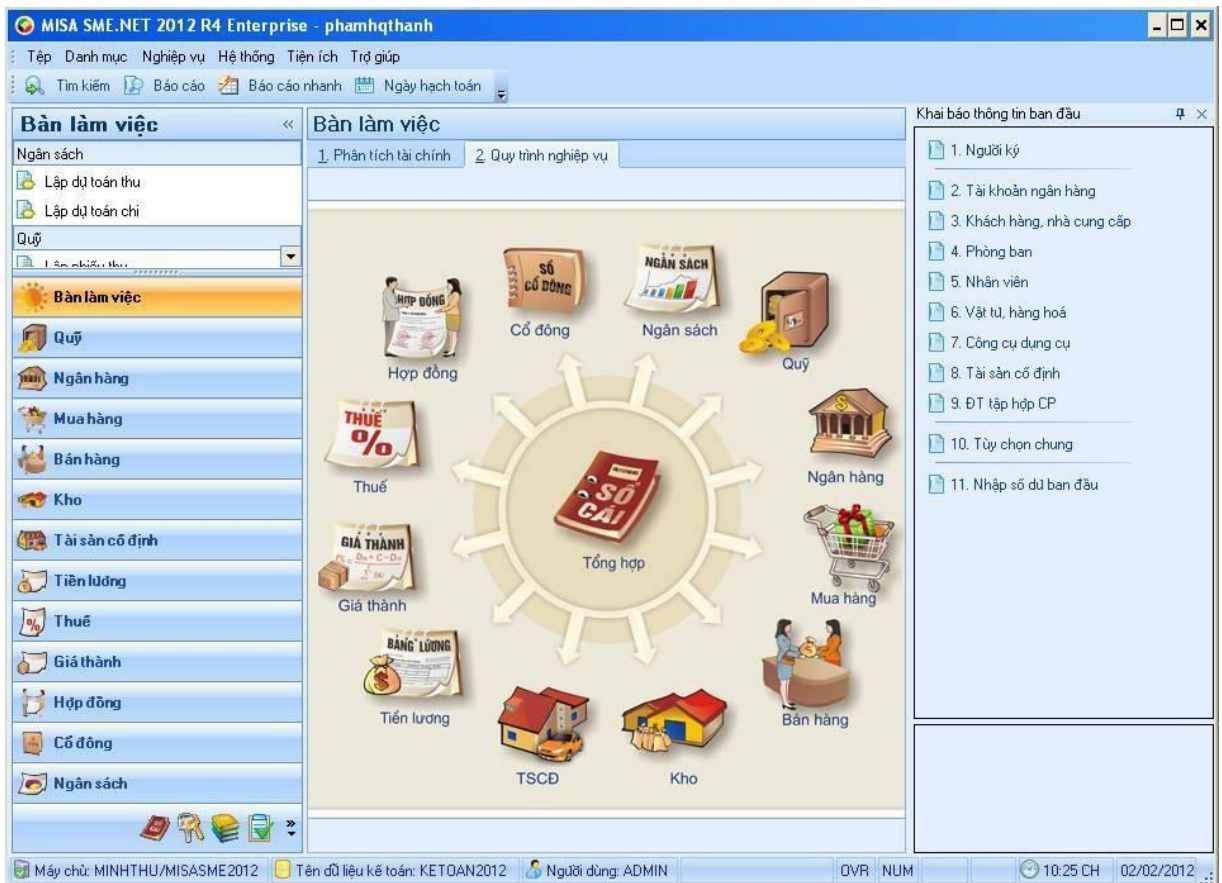 MISA SME.NET 2012 R4 Enterprise - phamhqthanh
Tệp Danh mục Nghiệp vụ Hệ thống Tiện ích Trợ giúp
Tìm kiếm Báo cáo Báo cáo nhanh Ngày hạch toán
Bàn làm việc
Ngân sách
Lập dự toán thu
Lập dự toán chi
Quỹ
Lập phiếu thu
Bàn làm việc
Quỹ
Ngân hàng
Mua hàng
Bán hàng
Kho
Tài sản cố định
Tiền lương
Thuế
Giá thành
Hợp đồng
Cổ đông
Ngân sách
Bàn làm việc
1. Phân tích tài chính 2. Quy trình nghiệp vụ
HỢP ĐỒNG
Hợp đồng
SỔ CỔ ĐÔNG
Cổ đông
NGÂN SÁCH
Ngân sách
Quỹ
THUẾ %
Thuế
Ngân hàng
SỔ CÁI
Tổng hợp
GIÁ THÀNH
Giá thành
Mua hàng
BẢNG LƯƠNG
Tiền lương
Bán hàng
TSCĐ
Kho
Khai báo thông tin ban đầu
1. Người ký
2. Tài khoản ngân hàng
3. Khách hàng, nhà cung cấp
4. Phòng ban
5. Nhân viên
6. Vật tư, hàng hoá
7. Công cụ dụng cụ
8. Tài sản cố định
9. ĐT tập hợp CP
10. Tùy chọn chung
11. Nhập số dư ban đầu
Máy chủ: MINHTHU/MISASME2012 Tên dữ liệu kế toán: KETOAN2012 Người dùng: ADMIN OVR NUM 10:25 CH 02/02/2012